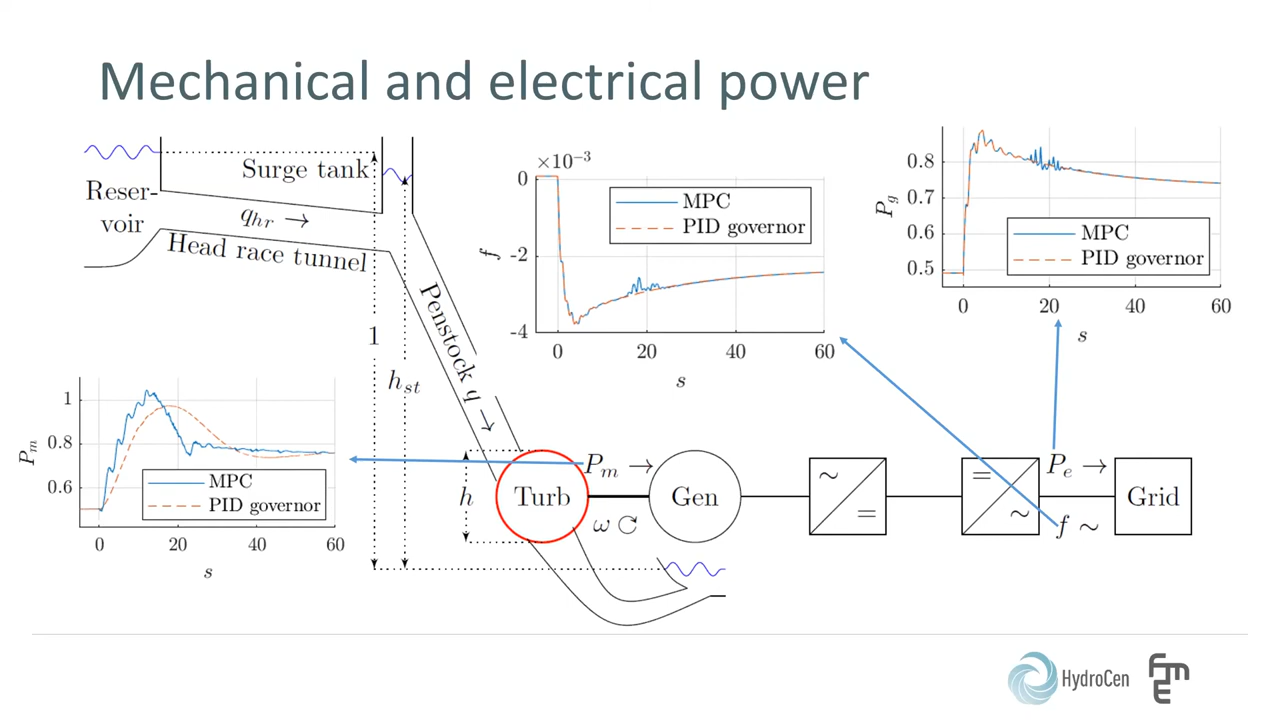 Mechanical and electrical power
Surge tank
Reser-
voir
q_hr →
Head race tunnel
Penstock q →
1
h_st
h
Turb
P_m →
ω
Gen
~
=
=
~
P_e →
f ~
Grid
×10⁻³
0
-2
-4
f
MPC
PID governor
0 20 40 60
s
0.8
0.7
0.6
0.5
P_g
MPC
PID governor
0 20 40 60
s
1
0.8
0.6
P_m
MPC
PID governor
0 20 40 60
s
HydroCen